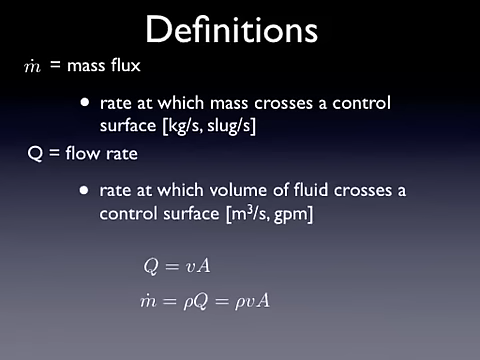 Definitions
ṁ = mass flux
• rate at which mass crosses a control
surface [kg/s, slug/s]
Q = flow rate
• rate at which volume of fluid crosses a
control surface [m³/s, gpm]
Q = vA
ṁ = ρQ = ρvA